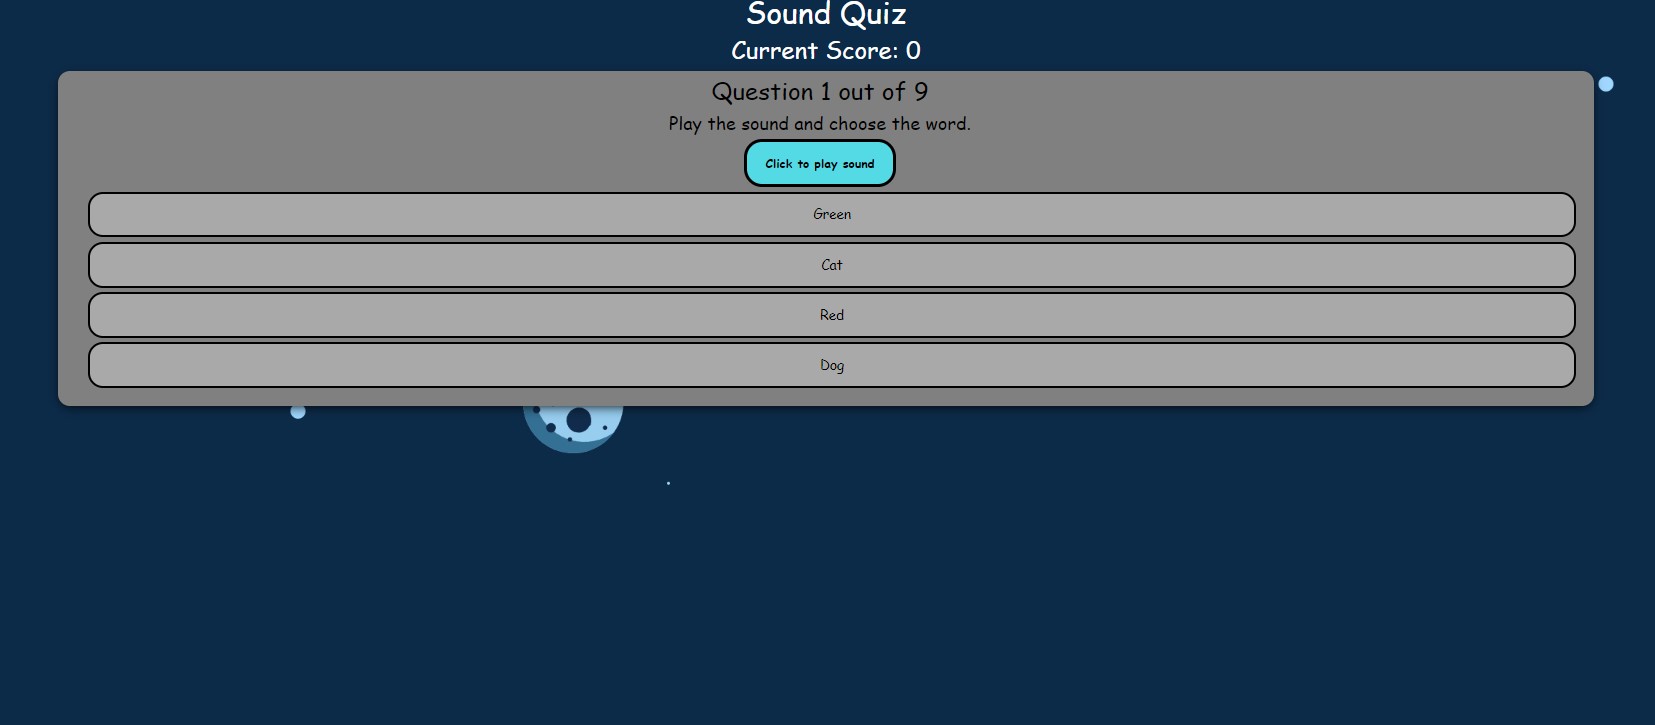 Sound Quiz
Current Score: 0
Question 1 out of 9
Play the sound and choose the word.
Click to play sound
Green
Cat
Red
Dog